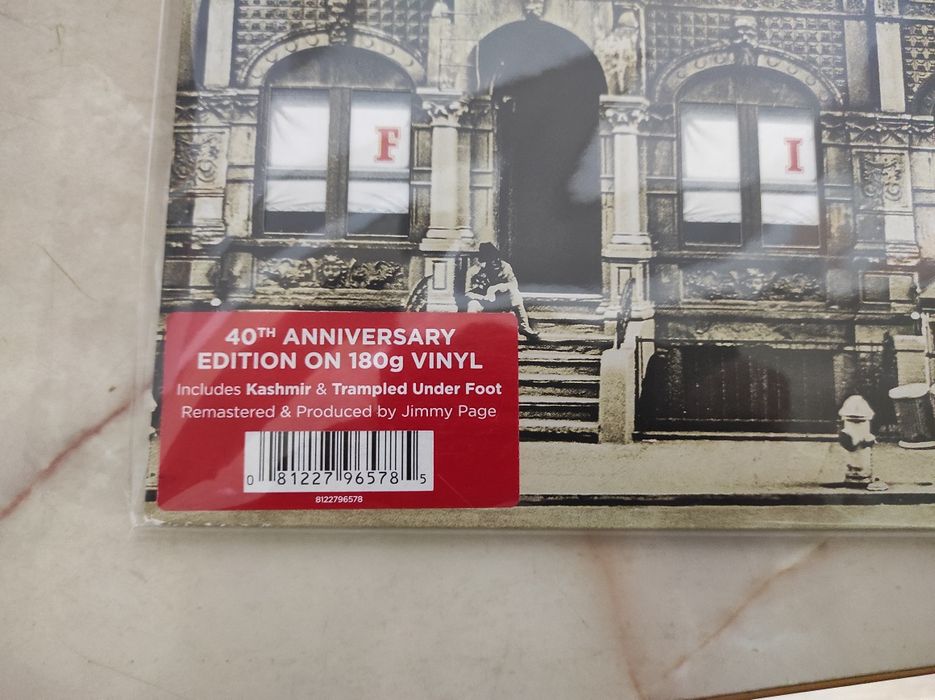 F
I
40TH ANNIVERSARY
EDITION ON 180g VINYL
Includes Kashmir & Trampled Under Foot
Remastered & Produced by Jimmy Page
0 81227 96578 5
8122796578